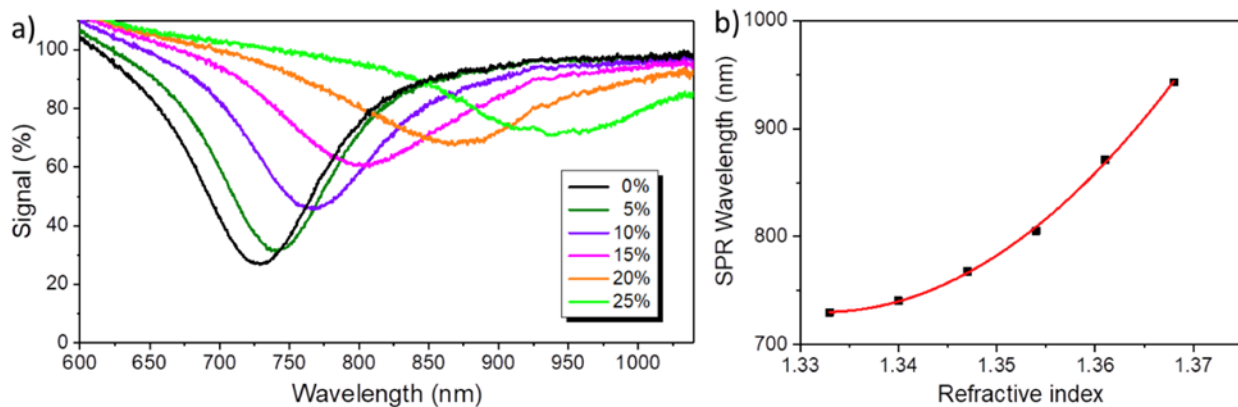 a)
Signal (%)
100
80
60
40
20
0
600 650 700 750 800 850 900 950 1000
Wavelength (nm)
0%
5%
10%
15%
20%
25%
b)
SPR Wavelength (nm)
1000
900
800
700
1.33 1.34 1.35 1.36 1.37
Refractive index